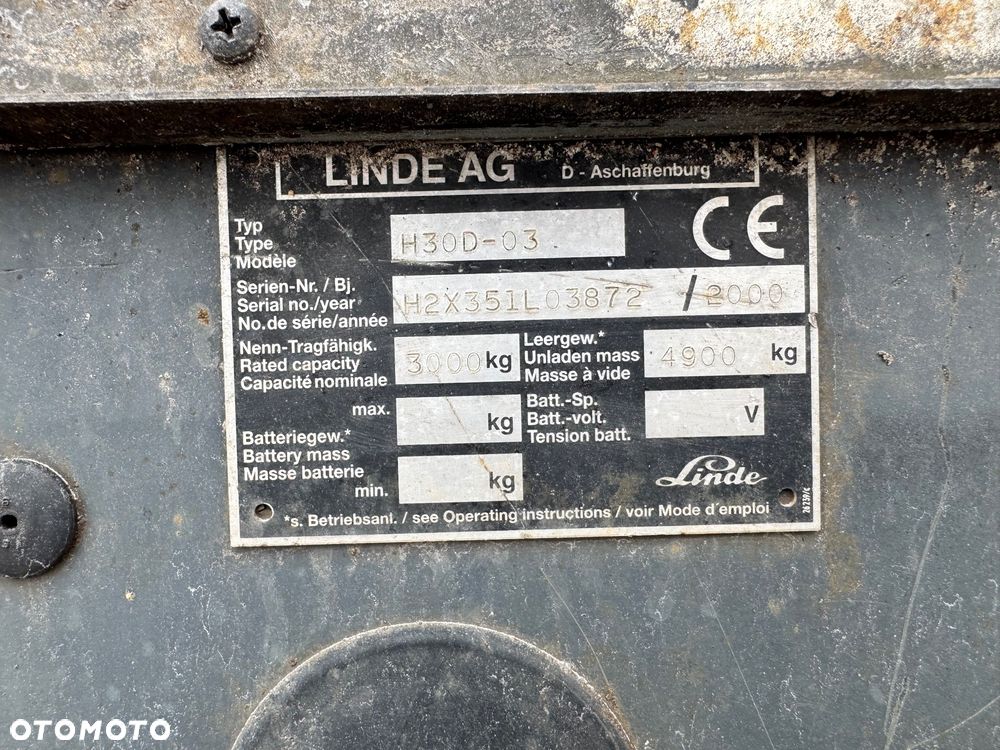 LINDE AG D - Aschaffenburg
Typ
Type
Modèle
H30D-03
CE
Serien-Nr. / Bj.
Serial no./year
No.de série/année
H2X351L03872 /2000
Nenn-Tragfähigk.
Rated capacity
Capacité nominale
3000 kg
Leergew.*
Unladen mass
Masse à vide
4900 kg
max. kg
Batteriegew.*
Battery mass
Masse batterie
min. kg
Batt.-Sp.
Batt.-volt.
Tension batt.
V
Linde
*s. Betriebsanl. / see Operating instructions / voir Mode d'emploi
OTOMOTO